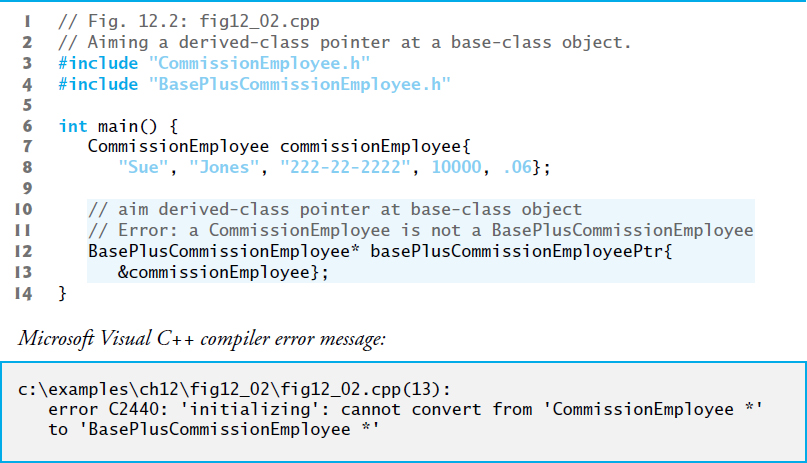 1 // Fig. 12.2: fig12_02.cpp
2 // Aiming a derived-class pointer at a base-class object.
3 #include "CommissionEmployee.h"
4 #include "BasePlusCommissionEmployee.h"
5
6 int main() {
7 CommissionEmployee commissionEmployee{
8 "Sue", "Jones", "222-22-2222", 10000, .06};
9
10 // aim derived-class pointer at base-class object
11 // Error: a CommissionEmployee is not a BasePlusCommissionEmployee
12 BasePlusCommissionEmployee* basePlusCommissionEmployeePtr{
13 &commissionEmployee};
14 }
Microsoft Visual C++ compiler error message:
c:\examples\ch12\fig12_02\fig12_02.cpp(13):
error C2440: 'initializing': cannot convert from 'CommissionEmployee *'
to 'BasePlusCommissionEmployee *'